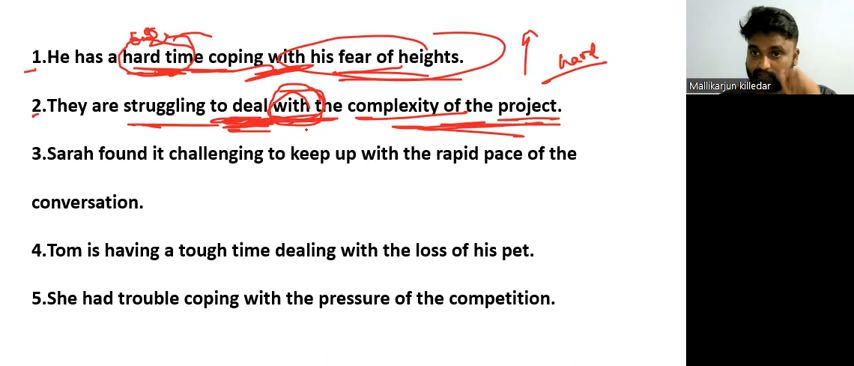 1.He has a hard time coping with his fear of heights.
hard
Mallikarjun killedar
2.They are struggling to deal with the complexity of the project.
3.Sarah found it challenging to keep up with the rapid pace of the
conversation.
4.Tom is having a tough time dealing with the loss of his pet.
5.She had trouble coping with the pressure of the competition.